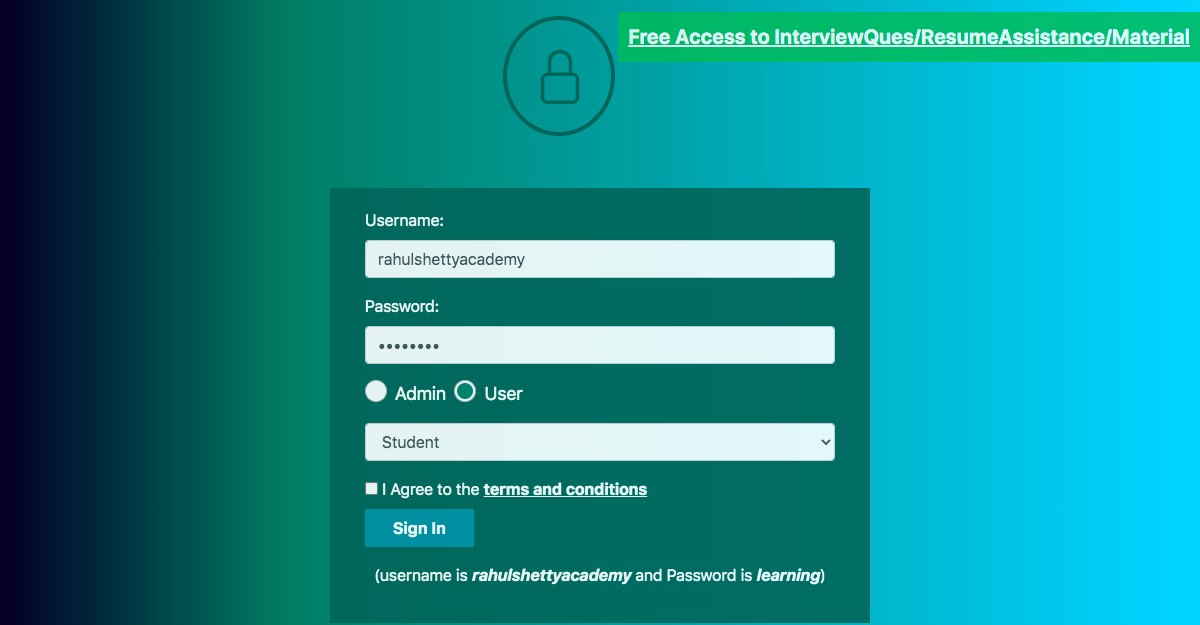 Free Access to InterviewQues/ResumeAssistance/Material
Username:
rahulshettyacademy
Password:
••••••••
Admin User
Student
I Agree to the terms and conditions
Sign In
(username is rahulshettyacademy and Password is learning)